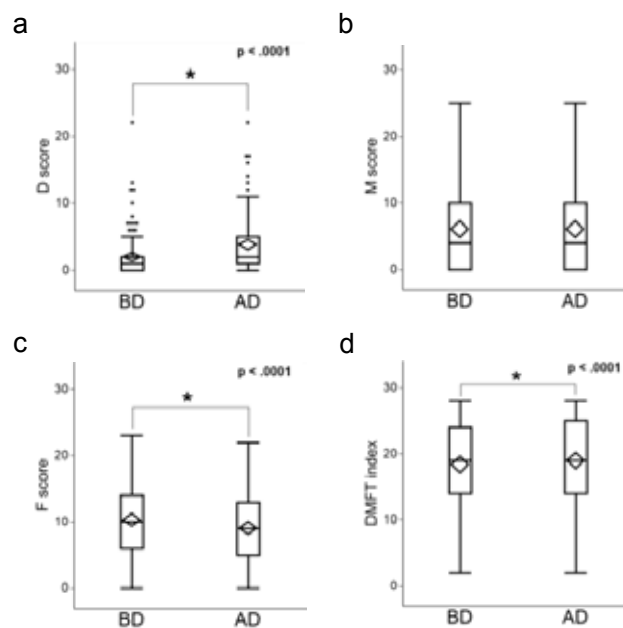 a
p < .0001
*
30
20
10
0
D score
BD AD
b
30
20
10
0
M score
BD AD
c
p < .0001
*
30
20
10
0
F score
BD AD
d
p < .0001
*
30
20
10
0
DMFT index
BD AD